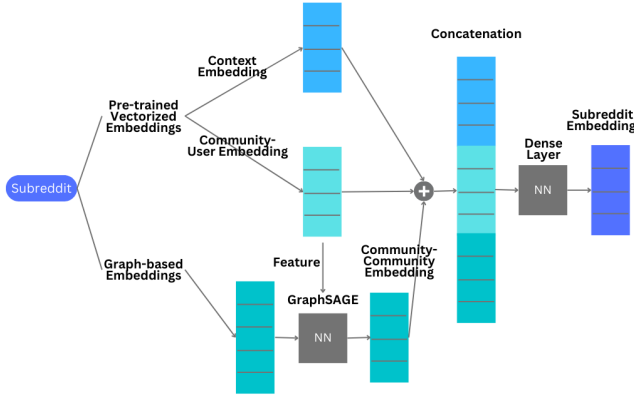 Concatenation
Context
Embedding
Pre-trained
Vectorized
Embeddings
Community-
User Embedding
Subreddit
Embedding
Dense
Layer
NN
Subreddit
Graph-based
Embeddings
Feature
Community-
Community
Embedding
GraphSAGE
NN